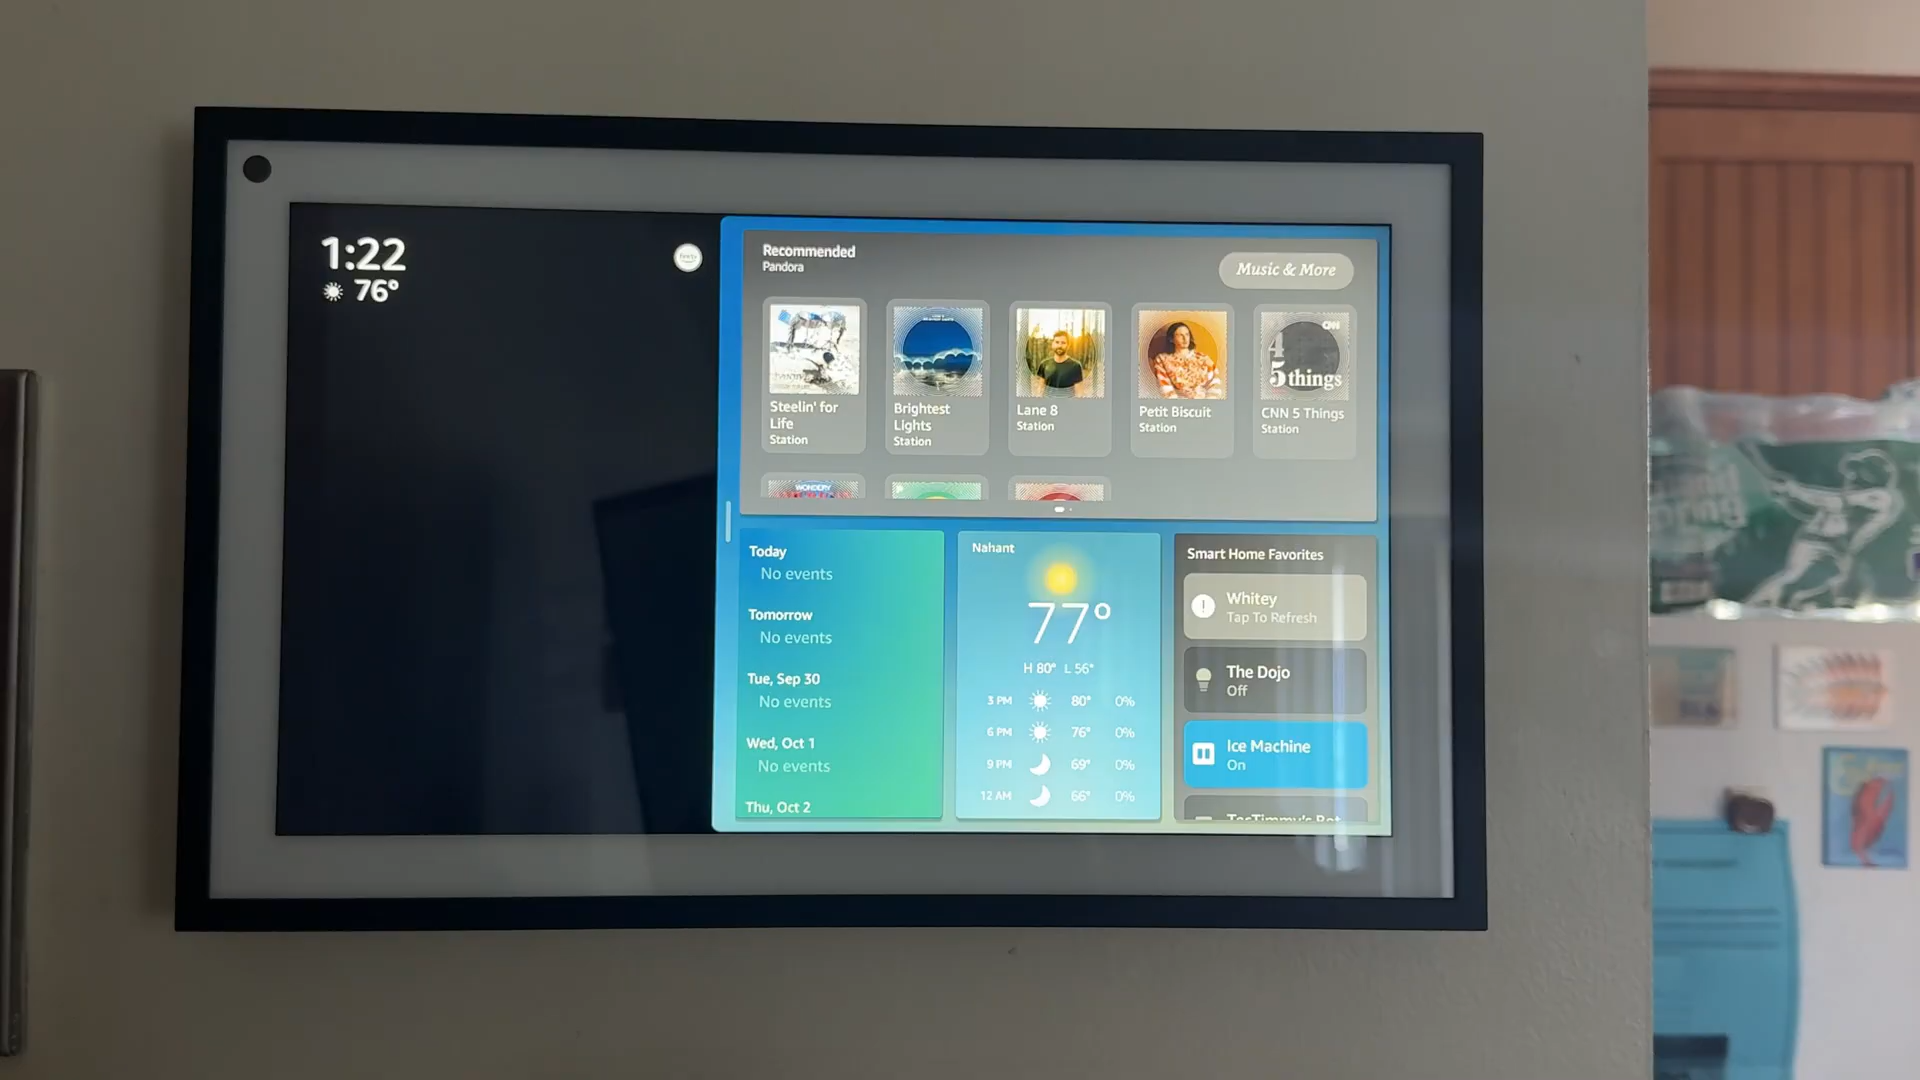 1:22
76°
Recommended
Pandora
Music & More
Steelin' for
Life
Station
Brightest
Lights
Station
Lane 8
Station
Petit Biscuit
Station
CNN
4
5 things
CNN 5 Things
Station
WONDERY
Today
No events
Tomorrow
No events
Tue, Sep 30
No events
Wed, Oct 1
No events
Thu, Oct 2
Nahant
77°
H 80° L 56°
3 PM 80° 0%
6 PM 76° 0%
9 PM 69° 0%
12 AM 66° 0%
Smart Home Favorites
Whitey
Tap To Refresh
The Dojo
Off
Ice Machine
On